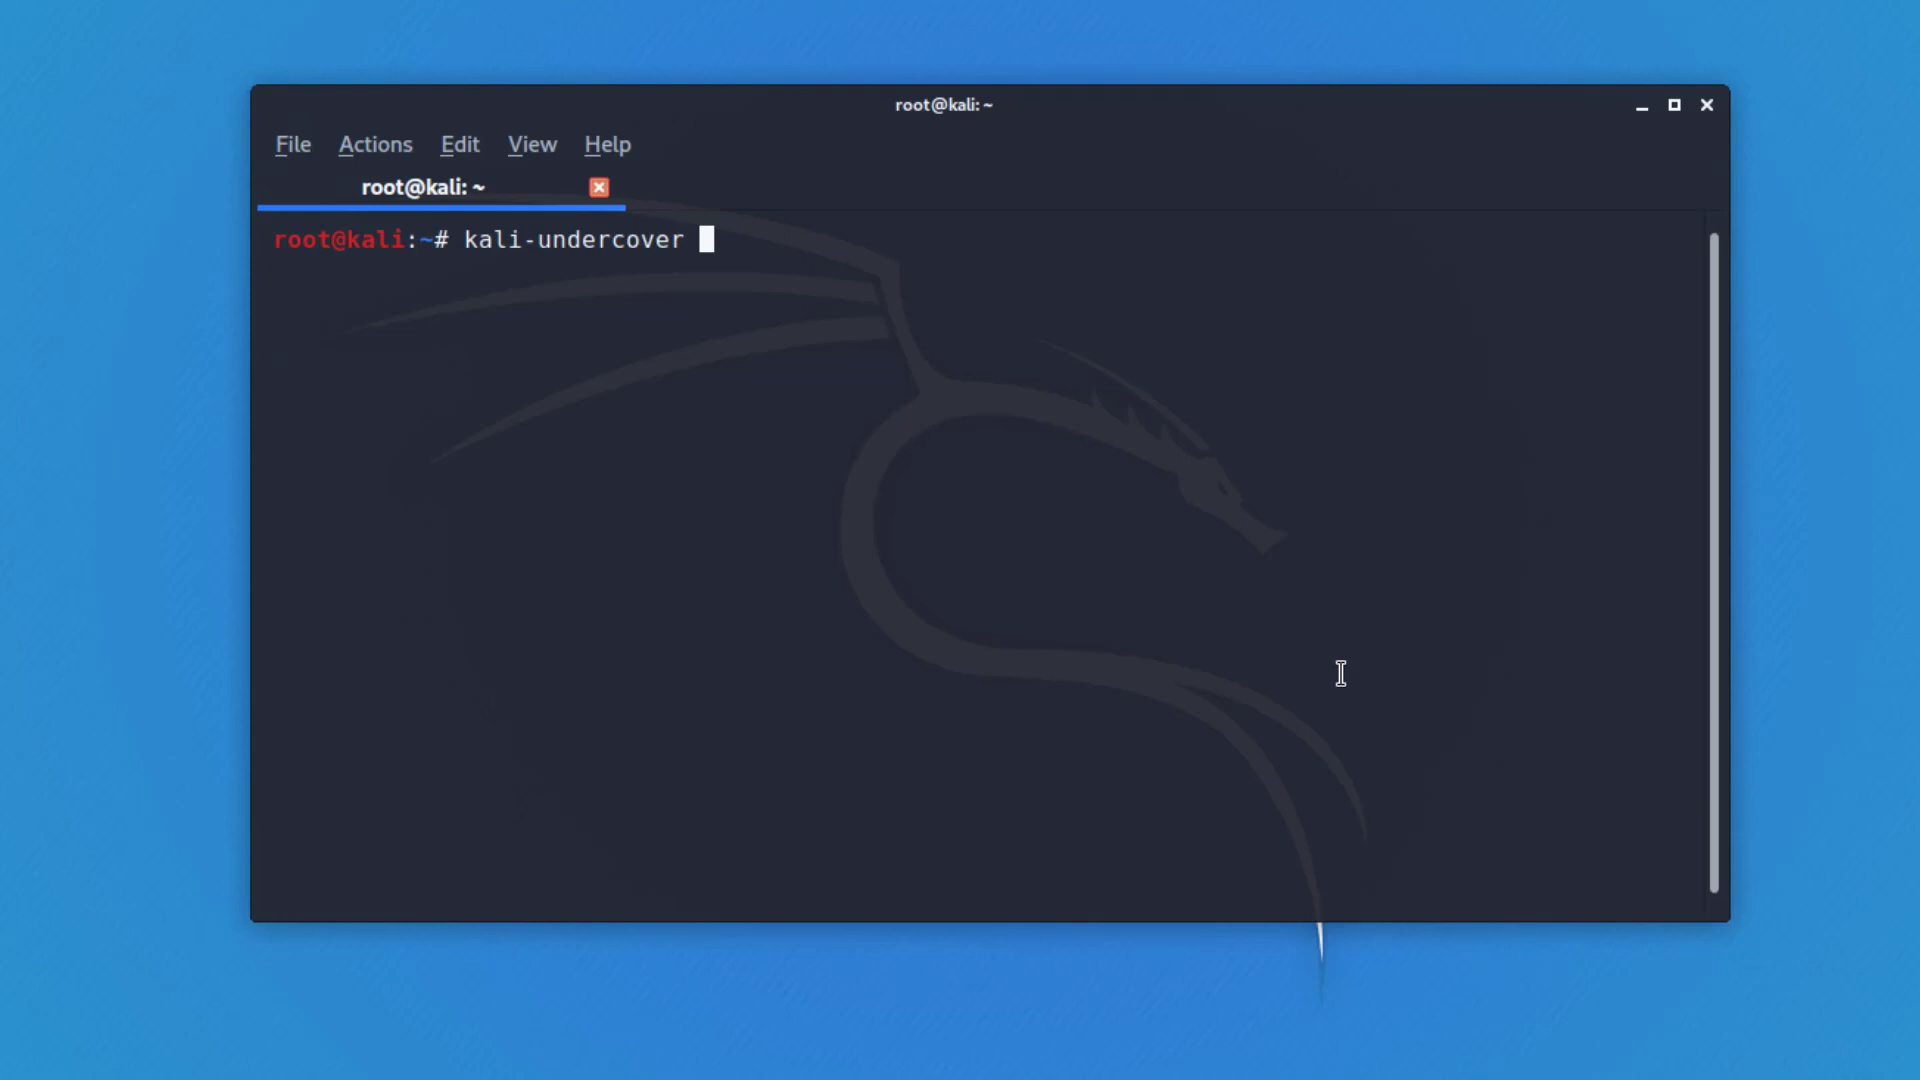 root@kali: ~
File Actions Edit View Help
root@kali: ~
root@kali:~# kali-undercover